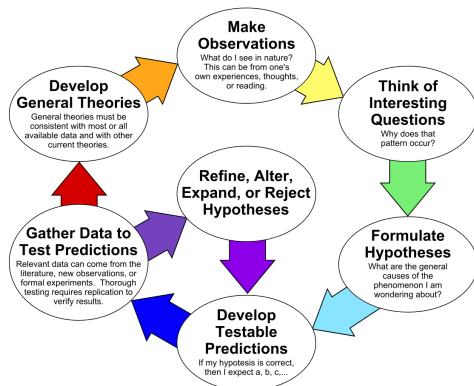 Make
Observations
What do I see in nature?
This can be from one's
own experiences, thoughts,
or reading.
Think of
Interesting
Questions
Why does that
pattern occur?
Formulate
Hypotheses
What are the general
causes of the
phenomenon I am
wondering about?
Develop
Testable
Predictions
If my hypotesis is correct,
then I expect a, b, c,...
Gather Data to
Test Predictions
Relevant data can come from the
literature, new observations, or
formal experiments. Thorough
testing requires replication to
verify results.
Refine, Alter,
Expand, or Reject
Hypotheses
Develop
General Theories
General theories must be
consistent with most or all
available data and with other
current theories.